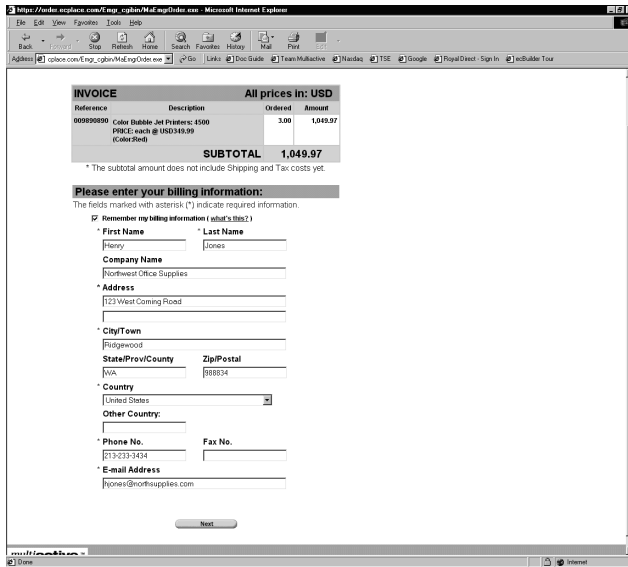 https://order.ecplace.com/Emgr_cgibin/MaEmgrOrder.exe - Microsoft Internet Explorer
File Edit View Favorites Tools Help
Back Forward Stop Refresh Home Search Favorites History Mail Print Edit
Address cplace.com/Emgr_cgibin/MaEmgrOrder.exe Go Links Doc Guide Team Multiactive Nasdaq TSE Google Royal Direct - Sign In ecBuilder Tour
INVOICE All prices in: USD
Reference Description Ordered Amount
009890890 Color Bubble Jet Printers: 4500 3.00 1,049.97
PRICE: each @ USD349.99
(Color:Red)
SUBTOTAL 1,049.97
* The subtotal amount does not include Shipping and Tax costs yet.
Please enter your billing information:
The fields marked with asterisk (*) indicate required information.
Remember my billing information ( what's this? )
* First Name * Last Name
Henry Jones
Company Name
Northwest Office Supplies
* Address
123 West Corning Road
* City/Town
Ridgewood
State/Prov/County Zip/Postal
WA 988834
* Country
United States
Other Country:
* Phone No. Fax No.
213-233-3434
* E-mail Address
hjones@northsupplies.com
Next
multiactive
Done Internet